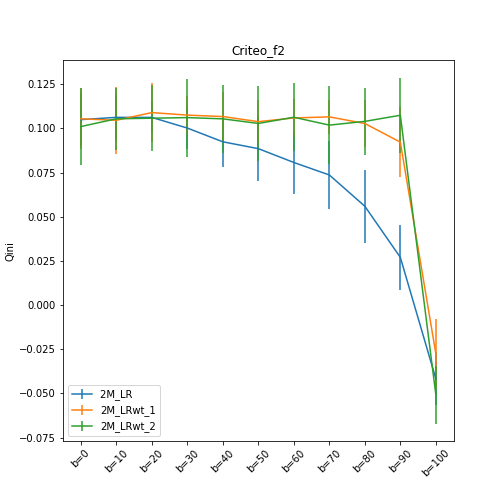 Criteo_f2
Qini
0.125
0.100
0.075
0.050
0.025
0.000
−0.025
−0.050
−0.075
2M_LR
2M_LRwt_1
2M_LRwt_2
b=0
b=10
b=20
b=30
b=40
b=50
b=60
b=70
b=80
b=90
b=100